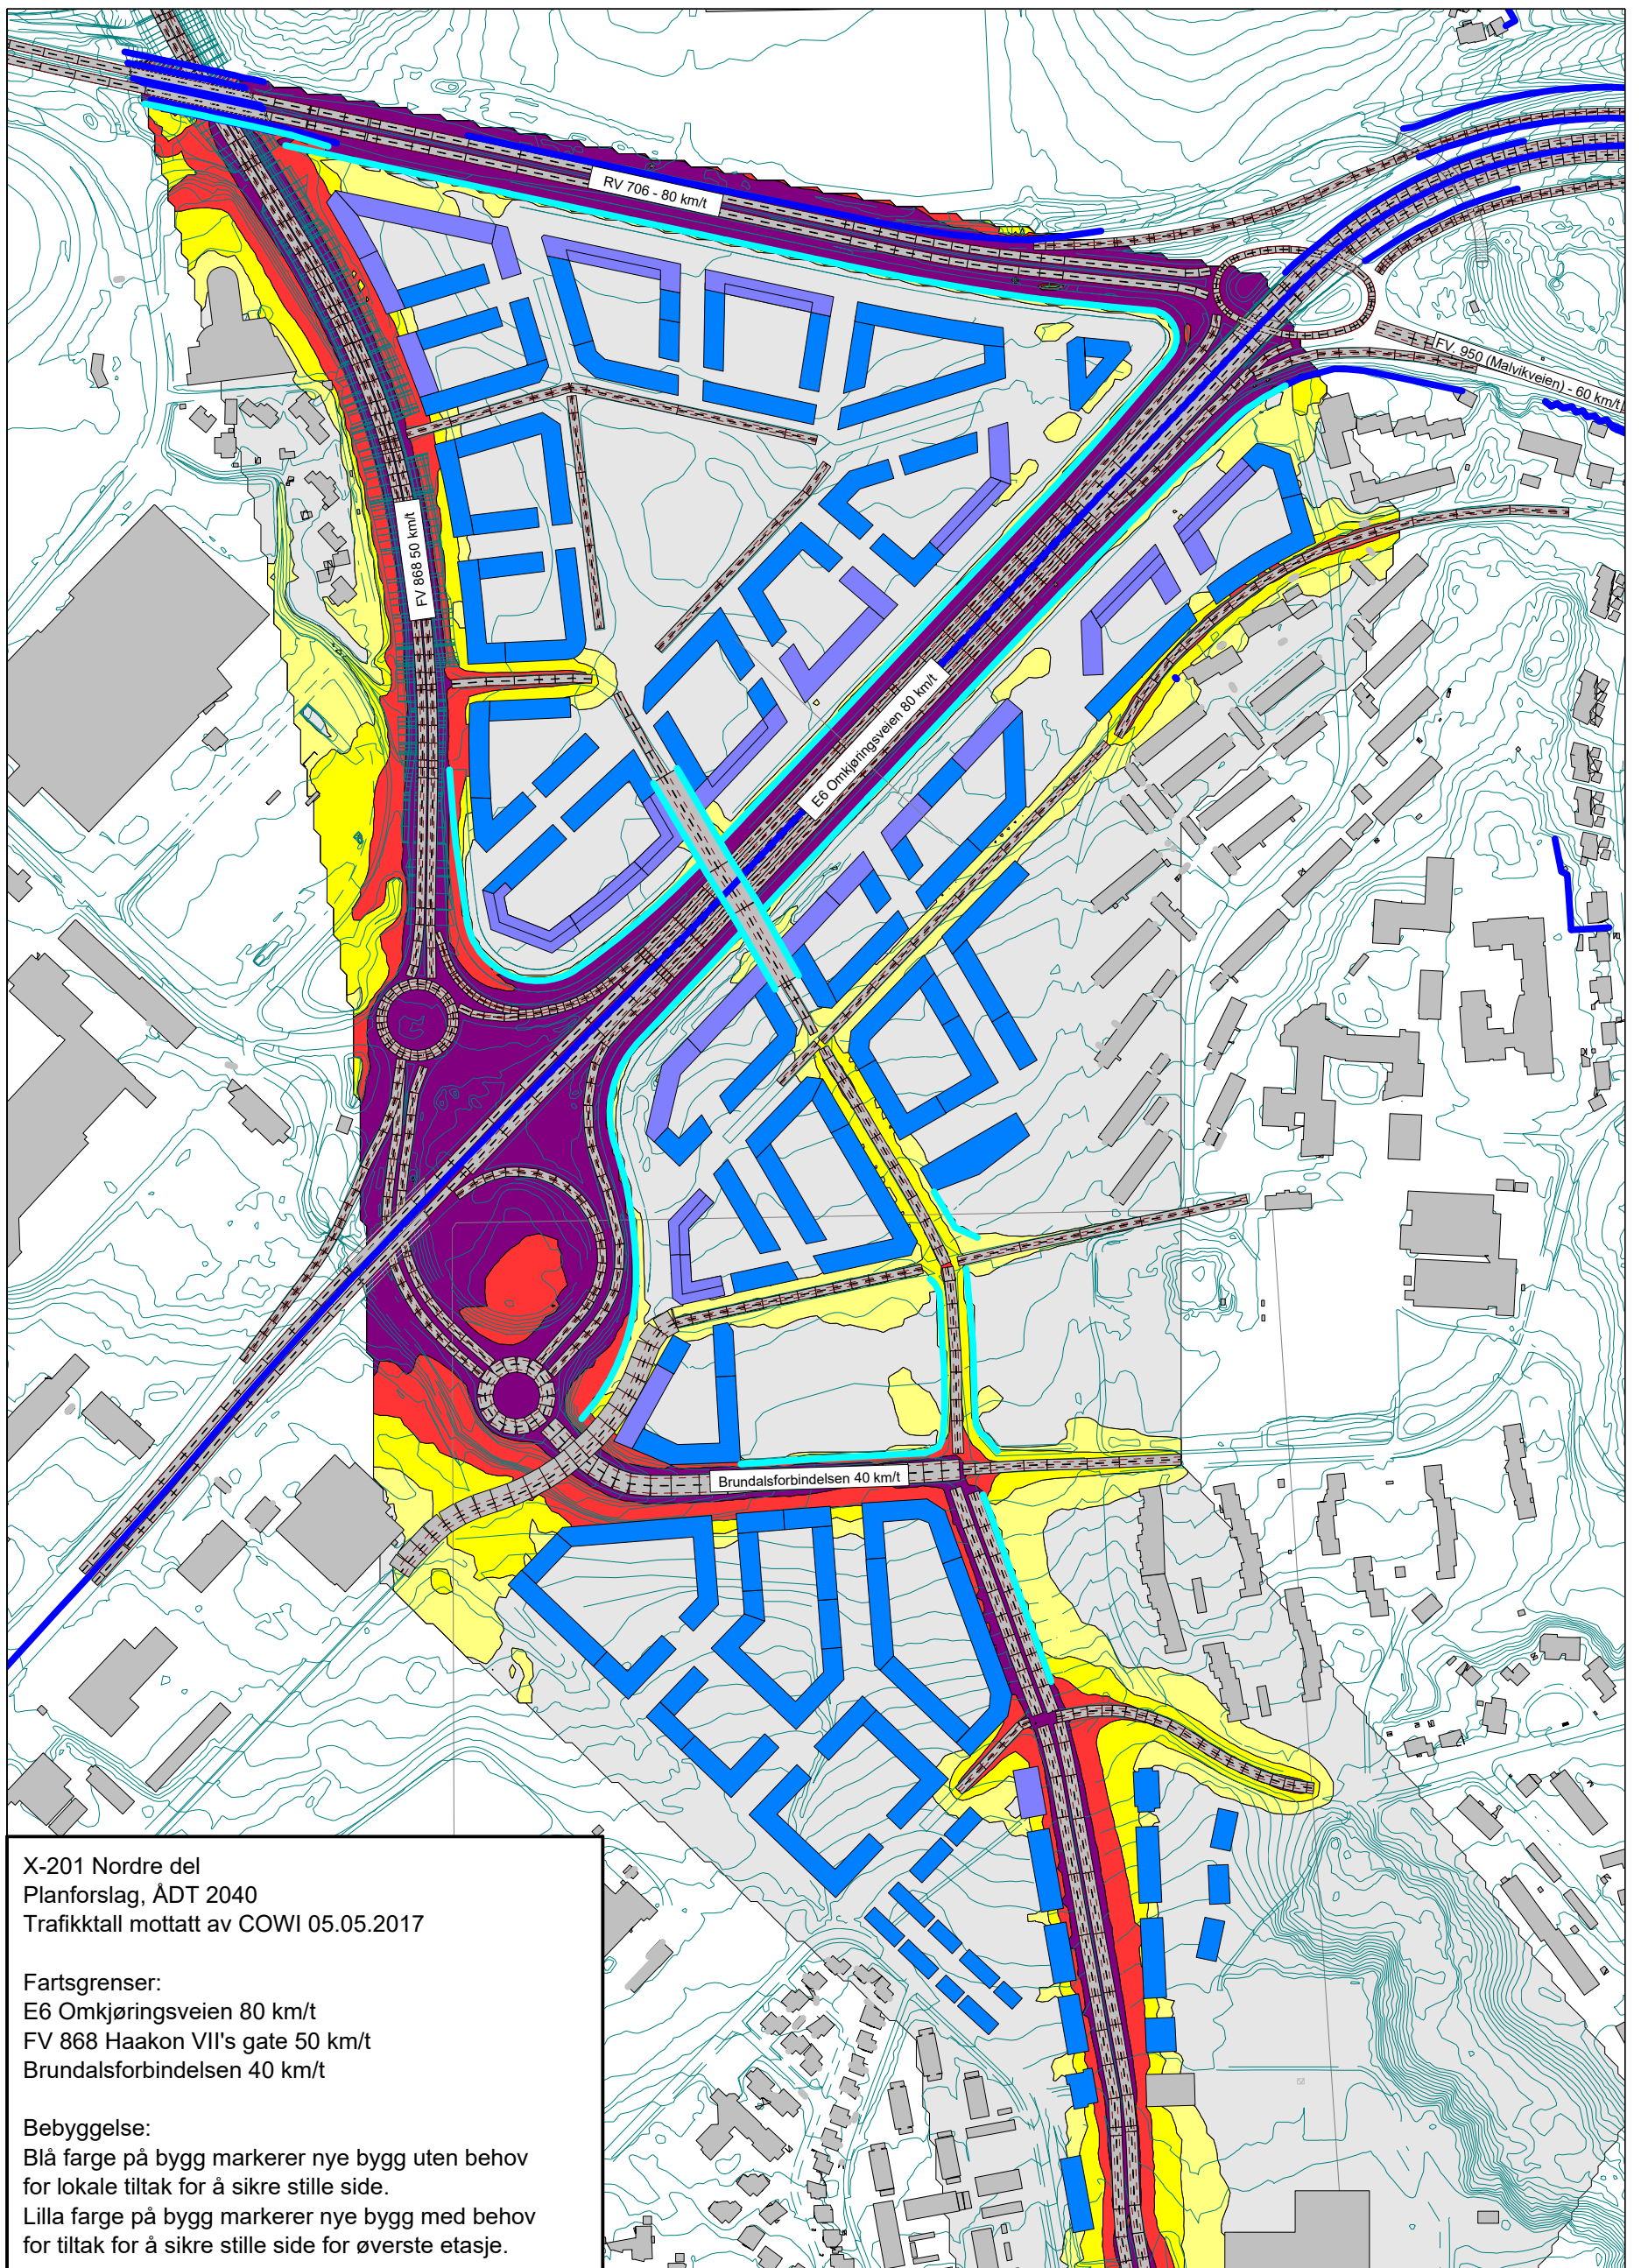 RV 706 - 80 km/t
FV. 950 (Malvikveien) - 60 km/t
FV 868 50 km/t
E6 Omkjøringsveien 80 km/t
Brundalsforbindelsen 40 km/t
X-201 Nordre del
Planforslag, ÅDT 2040
Trafikktall mottatt av COWI 05.05.2017
Fartsgrenser:
E6 Omkjøringsveien 80 km/t
FV 868 Haakon VII's gate 50 km/t
Brundalsforbindelsen 40 km/t
Bebyggelse:
Blå farge på bygg markerer nye bygg uten behov
for lokale tiltak for å sikre stille side.
Lilla farge på bygg markerer nye bygg med behov
for tiltak for å sikre stille side for øverste etasje.